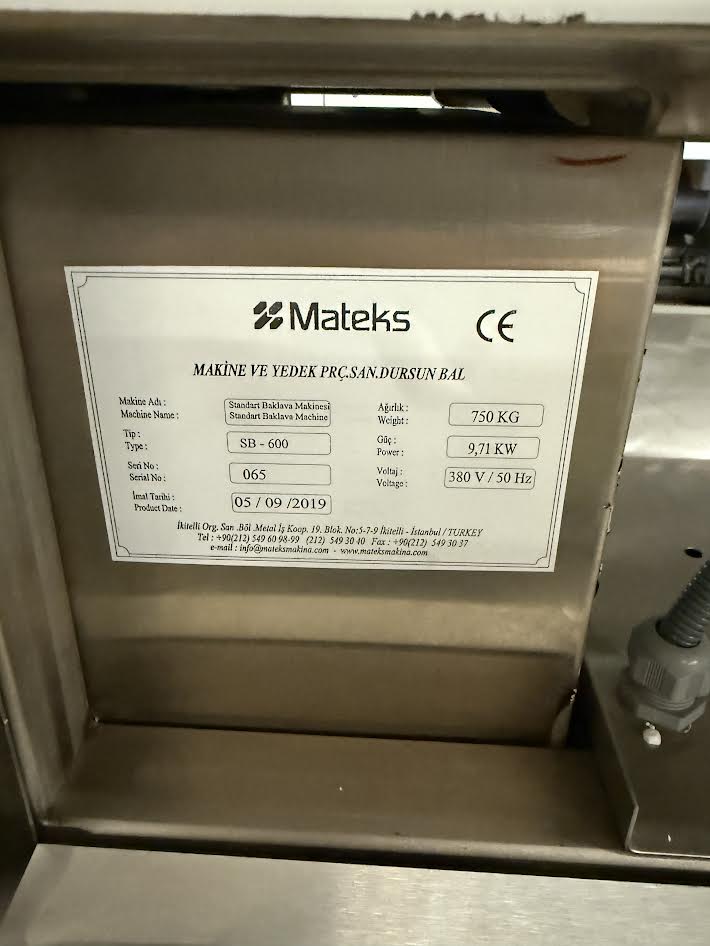 Mateks CE
MAKİNE VE YEDEK PRÇ.SAN.DURSUN BAL
Makine Adı :
Machine Name :
Standart Baklava Makinesi
Standart Baklava Machine
Ağırlık :
Weight :
750 KG
Tip :
Type :
SB - 600
Güç :
Power :
9,71 KW
Seri No :
Serial No :
065
Voltaj :
Voltage :
380 V / 50 Hz
İmal Tarihi :
Product Date :
05 / 09 /2019
İkitelli Org. San .Böl .Metal İş Koop. 19. Blok. No:5-7-9 İkitelli - İstanbul / TURKEY
Tel : +90(212) 549 60 98-99 (212) 549 30 40 Fax : +90(212) 549 30 37
e-mail : info@mateksmakina.com - www.mateksmakina.com